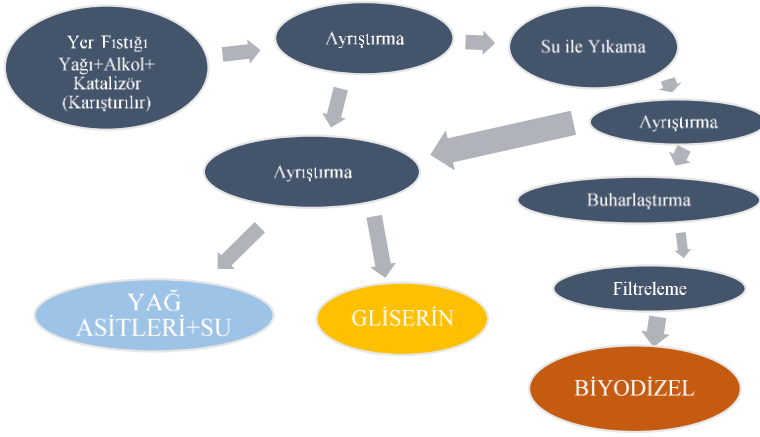 Yer Fıstığı
Yağı+Alkol+
Katalizör
(Karıştırılır)
Ayrıştırma
Su ile Yıkama
Ayrıştırma
Ayrıştırma
Buharlaştırma
Filtreleme
YAĞ
ASİTLERİ+SU
GLİSERİN
BİYODİZEL